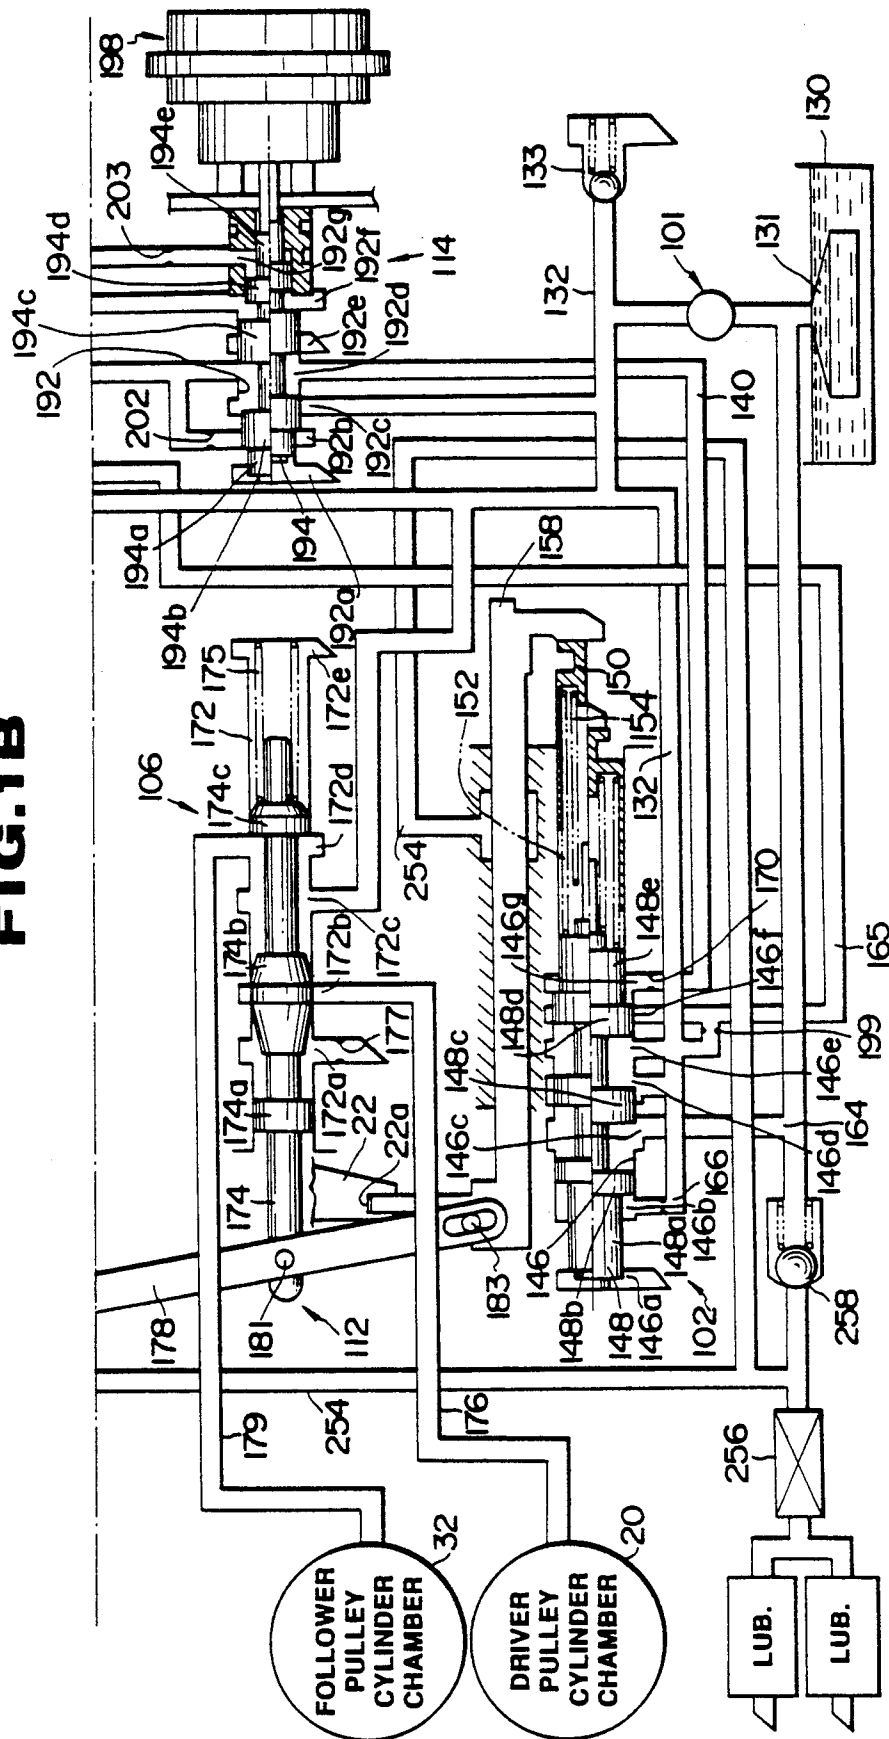 FIG.1B
198
194e
203
194d
194c
192
202
192g
192f
114
192e
192d
192c
192b
194
194a
194b
192a
133
132
101
130
131
140
158
106
172
175
174c
172e
172d
174b
172b
172c
174a
172a
177
174
22
22a
178
181
112
183
179
254
176
254
152
150
154
132
146g
148e
170
148d
146f
165
148c
146e
199
146c
146d
164
146
166
146b
148a
148b
148
146a
102
258
256
FOLLOWER
PULLEY
CYLINDER
CHAMBER
32
DRIVER
PULLEY
CYLINDER
CHAMBER
20
LUB.
LUB.